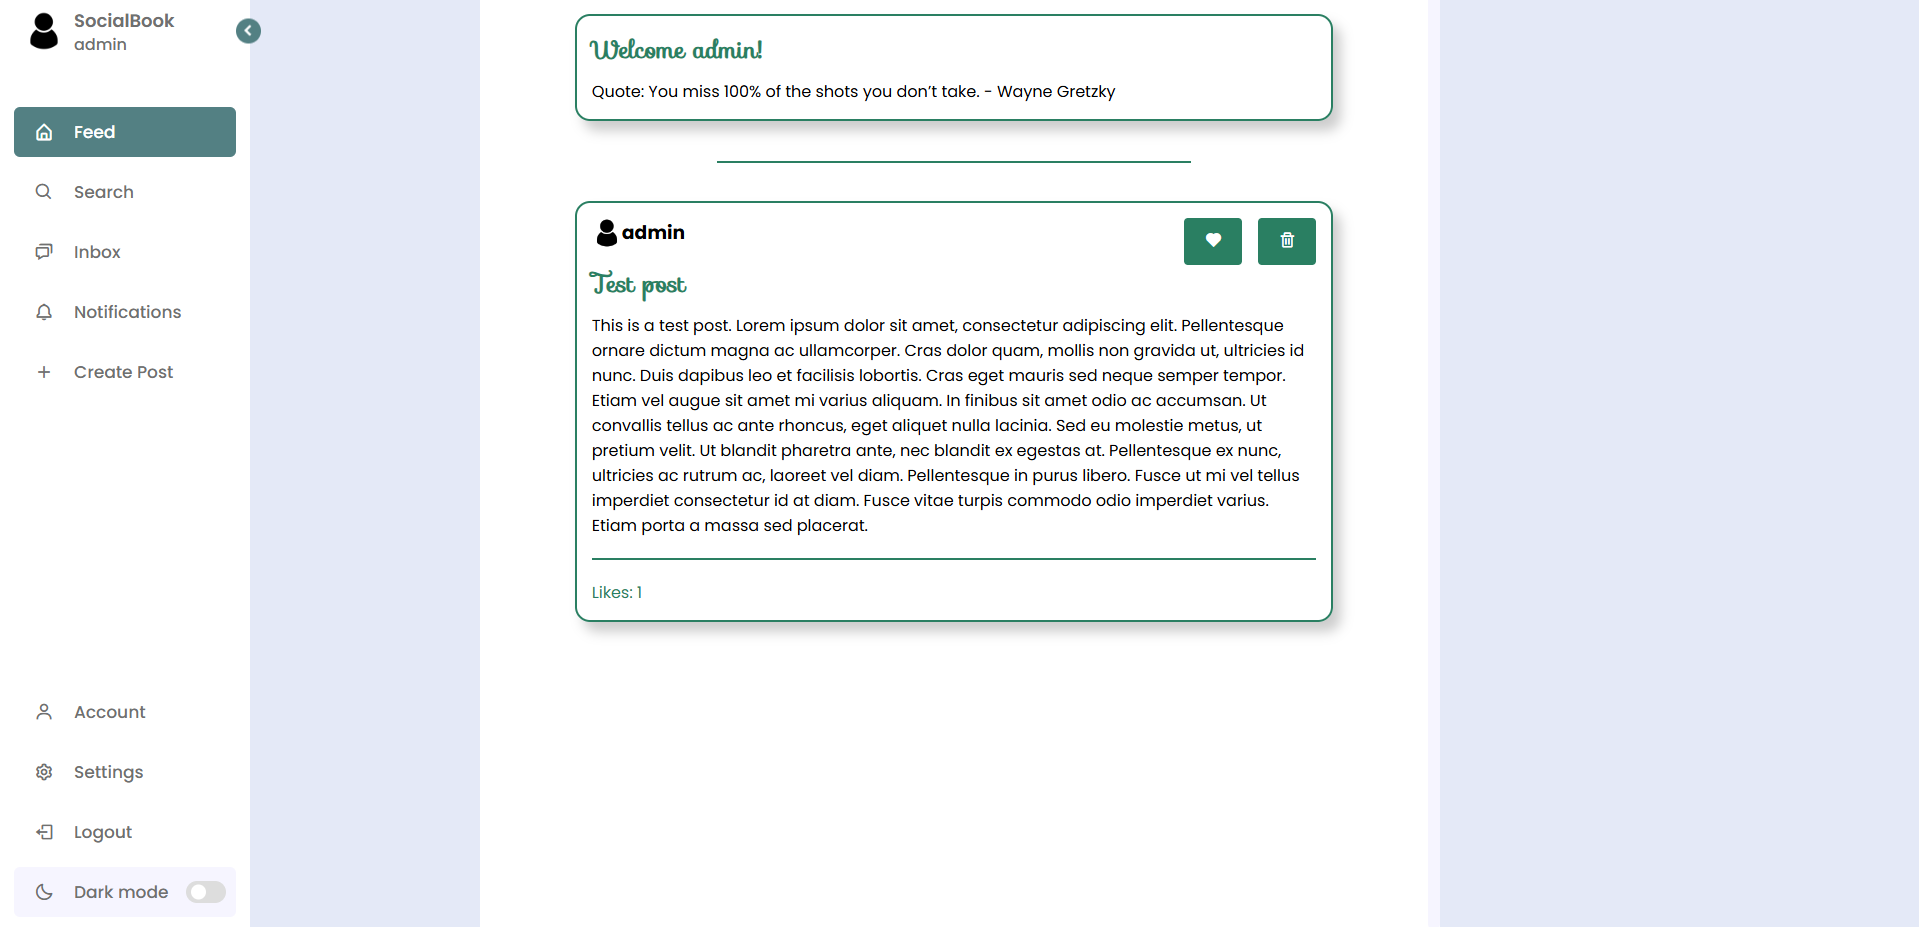 SocialBook
admin
Feed
Search
Inbox
Notifications
Create Post
Account
Settings
Logout
Dark mode
Welcome admin!
Quote: You miss 100% of the shots you don’t take. - Wayne Gretzky
admin
Test post
This is a test post. Lorem ipsum dolor sit amet, consectetur adipiscing elit. Pellentesque
ornare dictum magna ac ullamcorper. Cras dolor quam, mollis non gravida ut, ultricies id
nunc. Duis dapibus leo et facilisis lobortis. Cras eget mauris sed neque semper tempor.
Etiam vel augue sit amet mi varius aliquam. In finibus sit amet odio ac accumsan. Ut
convallis tellus ac ante rhoncus, eget aliquet nulla lacinia. Sed eu molestie metus, ut
pretium velit. Ut blandit pharetra ante, nec blandit ex egestas at. Pellentesque ex nunc,
ultricies ac rutrum ac, laoreet vel diam. Pellentesque in purus libero. Fusce ut mi vel tellus
imperdiet consectetur id at diam. Fusce vitae turpis commodo odio imperdiet varius.
Etiam porta a massa sed placerat.
Likes: 1